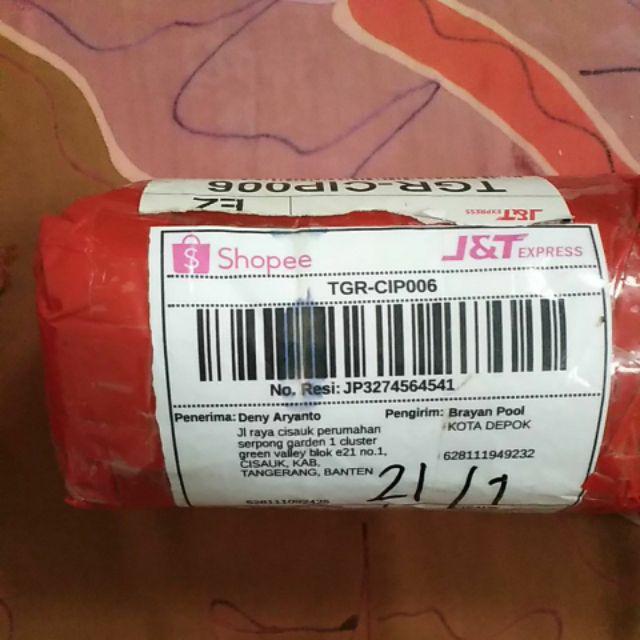 TGR-CIP006
EZ
J&T EXPRESS
Shopee
J&T EXPRESS
TGR-CIP006
No. Resi: JP3274564541
Penerima: Deny Aryanto
Jl raya cisauk perumahan
serpong garden 1 cluster
green valley blok e21 no.1,
CISAUK, KAB.
TANGERANG, BANTEN
Pengirim: Brayan Pool
KOTA DEPOK
628111949232
21/7